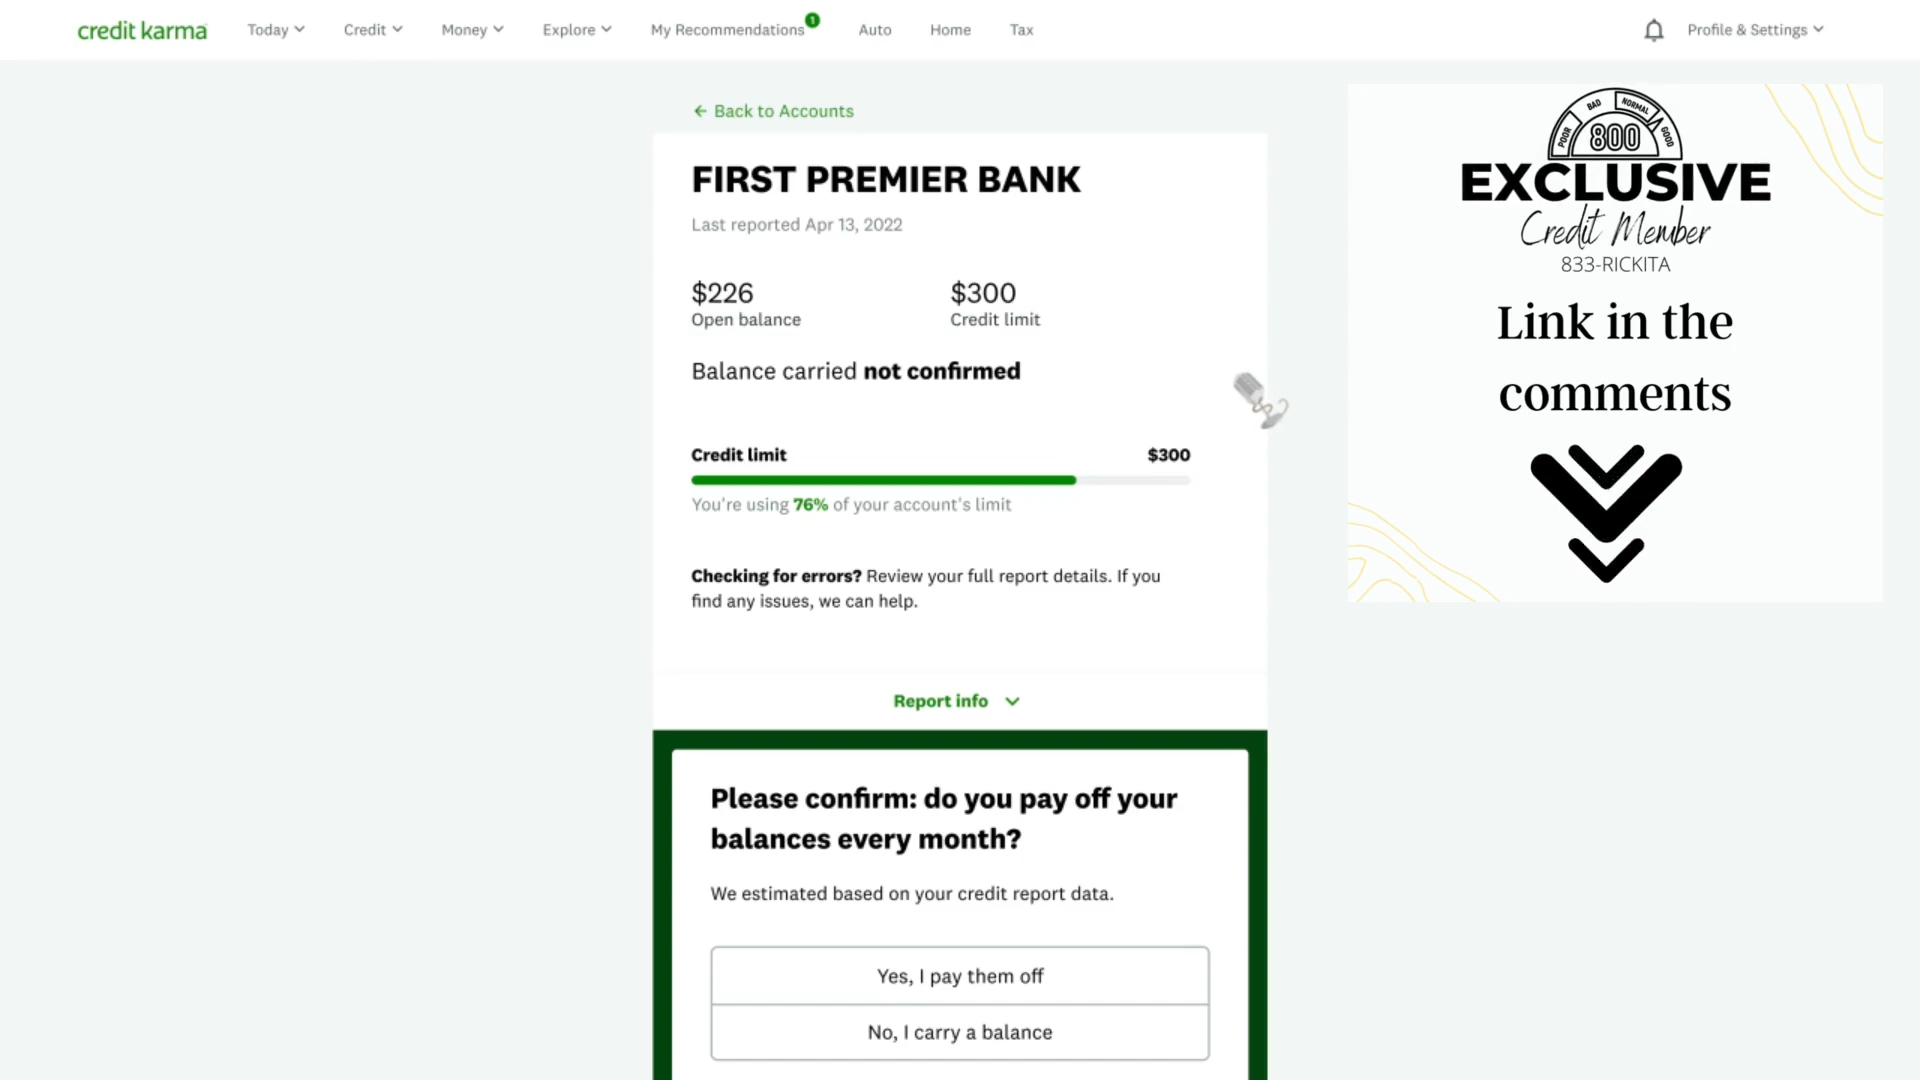 credit karma
Today
Credit
Money
Explore
My Recommendations
1
Auto
Home
Tax
Profile & Settings
← Back to Accounts
FIRST PREMIER BANK
Last reported Apr 13, 2022
$226
Open balance
$300
Credit limit
Balance carried not confirmed
Credit limit
$300
You're using 76% of your account's limit
Checking for errors? Review your full report details. If you
find any issues, we can help.
Report info
Please confirm: do you pay off your
balances every month?
We estimated based on your credit report data.
Yes, I pay them off
No, I carry a balance
POOR
BAD
NORMAL
GOOD
800
EXCLUSIVE
Credit Member
833-RICKITA
Link in the
comments